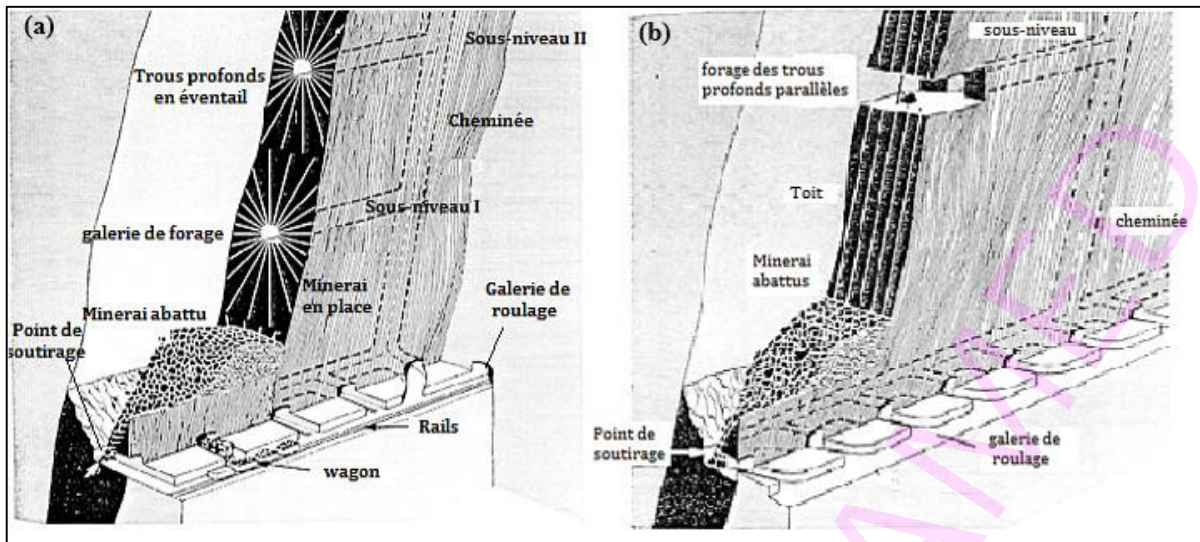 (a)
Sous-niveau II
Trous profonds
en éventail
Cheminée
Sous-niveau I
galerie de forage
Minerai
en place
Galerie de
roulage
Minerai abattu
Point de
soutirage
Rails
wagon
(b)
sous-niveau
forage des trous
profonds parallèles
Toit
cheminée
Minerai
abattus
Point de
soutirage
galerie de
roulage